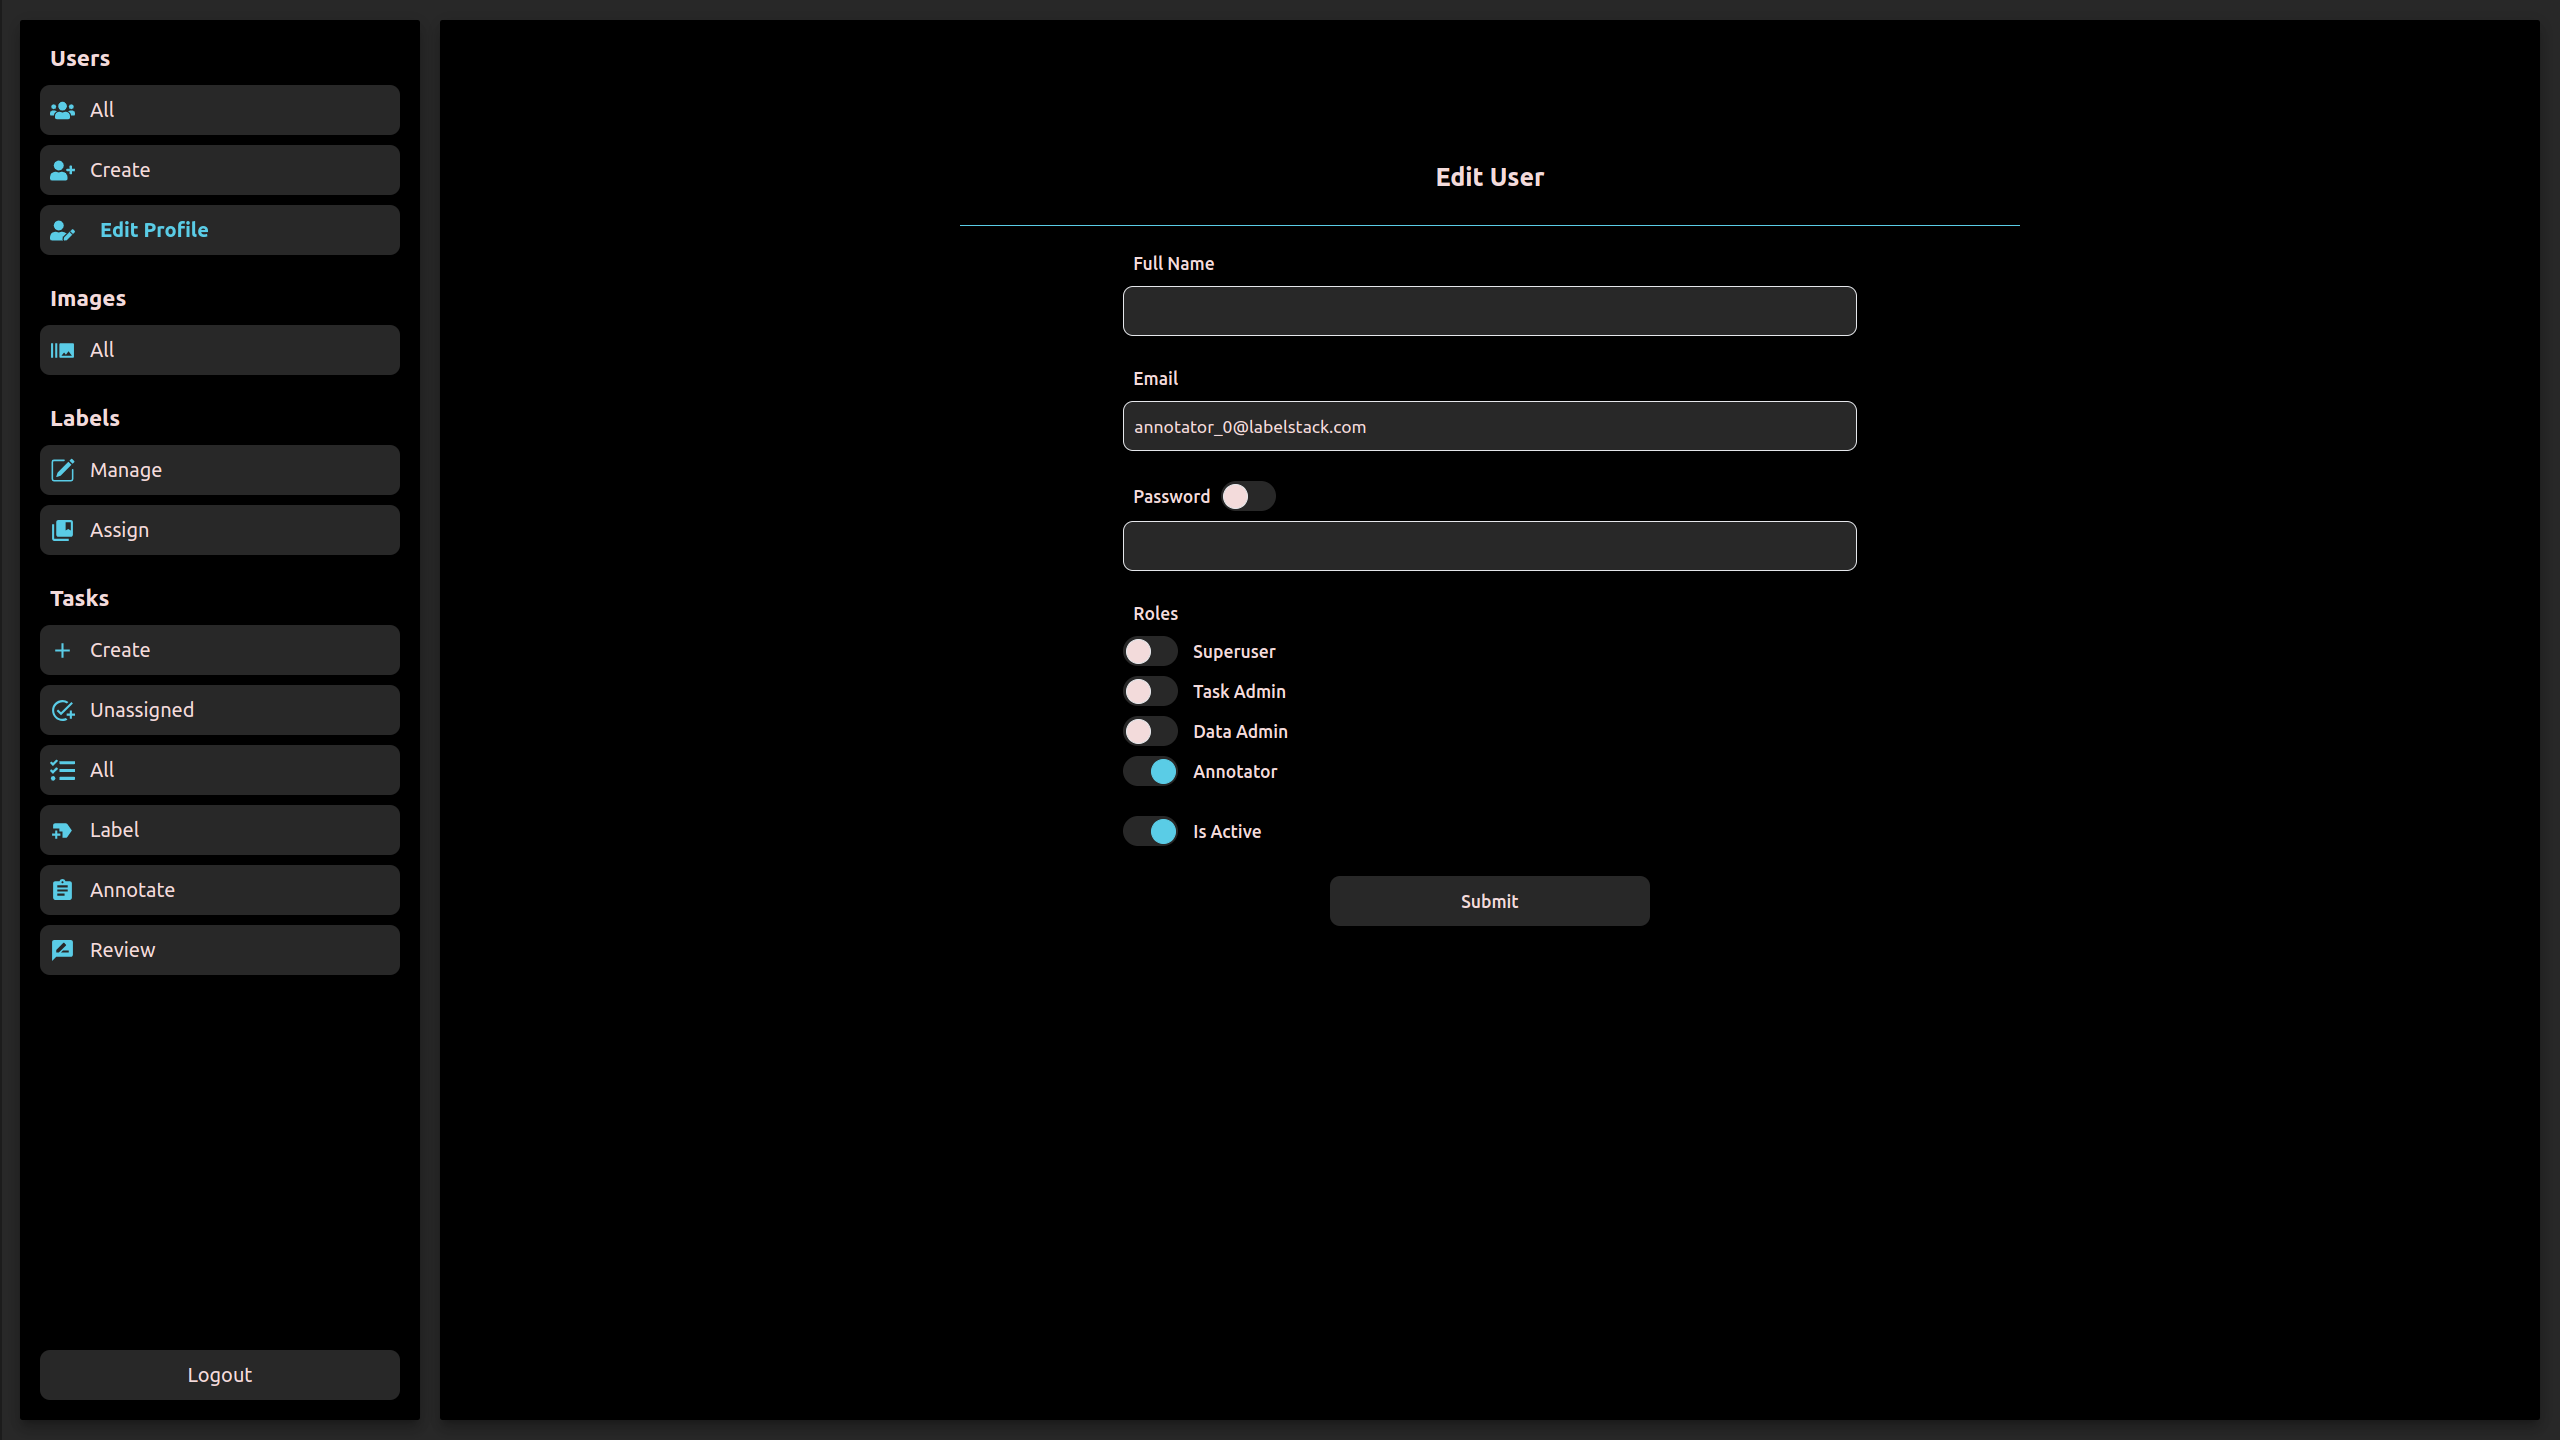 Users
All
Create
Edit Profile
Images
All
Labels
Manage
Assign
Tasks
Create
Unassigned
All
Label
Annotate
Review
Logout
Edit User
Full Name
Email
annotator_0@labelstack.com
Password
Roles
Superuser
Task Admin
Data Admin
Annotator
Is Active
Submit